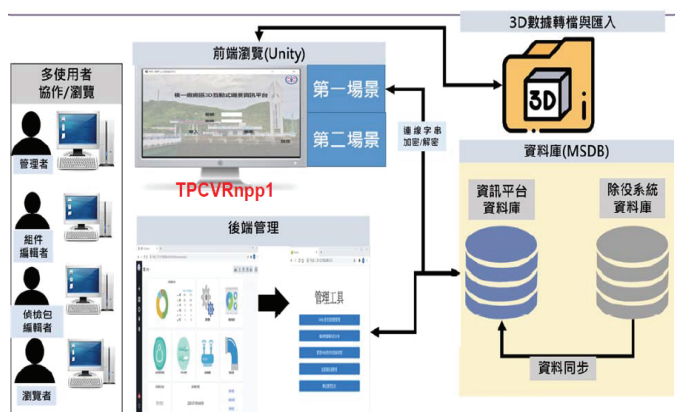 3D數據轉檔與匯入
前端瀏覽(Unity)
多使用者
協作/瀏覽
管理者
組件
編輯者
偵檢包
編輯者
瀏覽者
第一場景
第二場景
TPCVRnpp1
3D
連線字串
加密/解密
資料庫(MSDB)
資訊平台
資料庫
除役系統
資料庫
資料同步
後端管理
管理工具